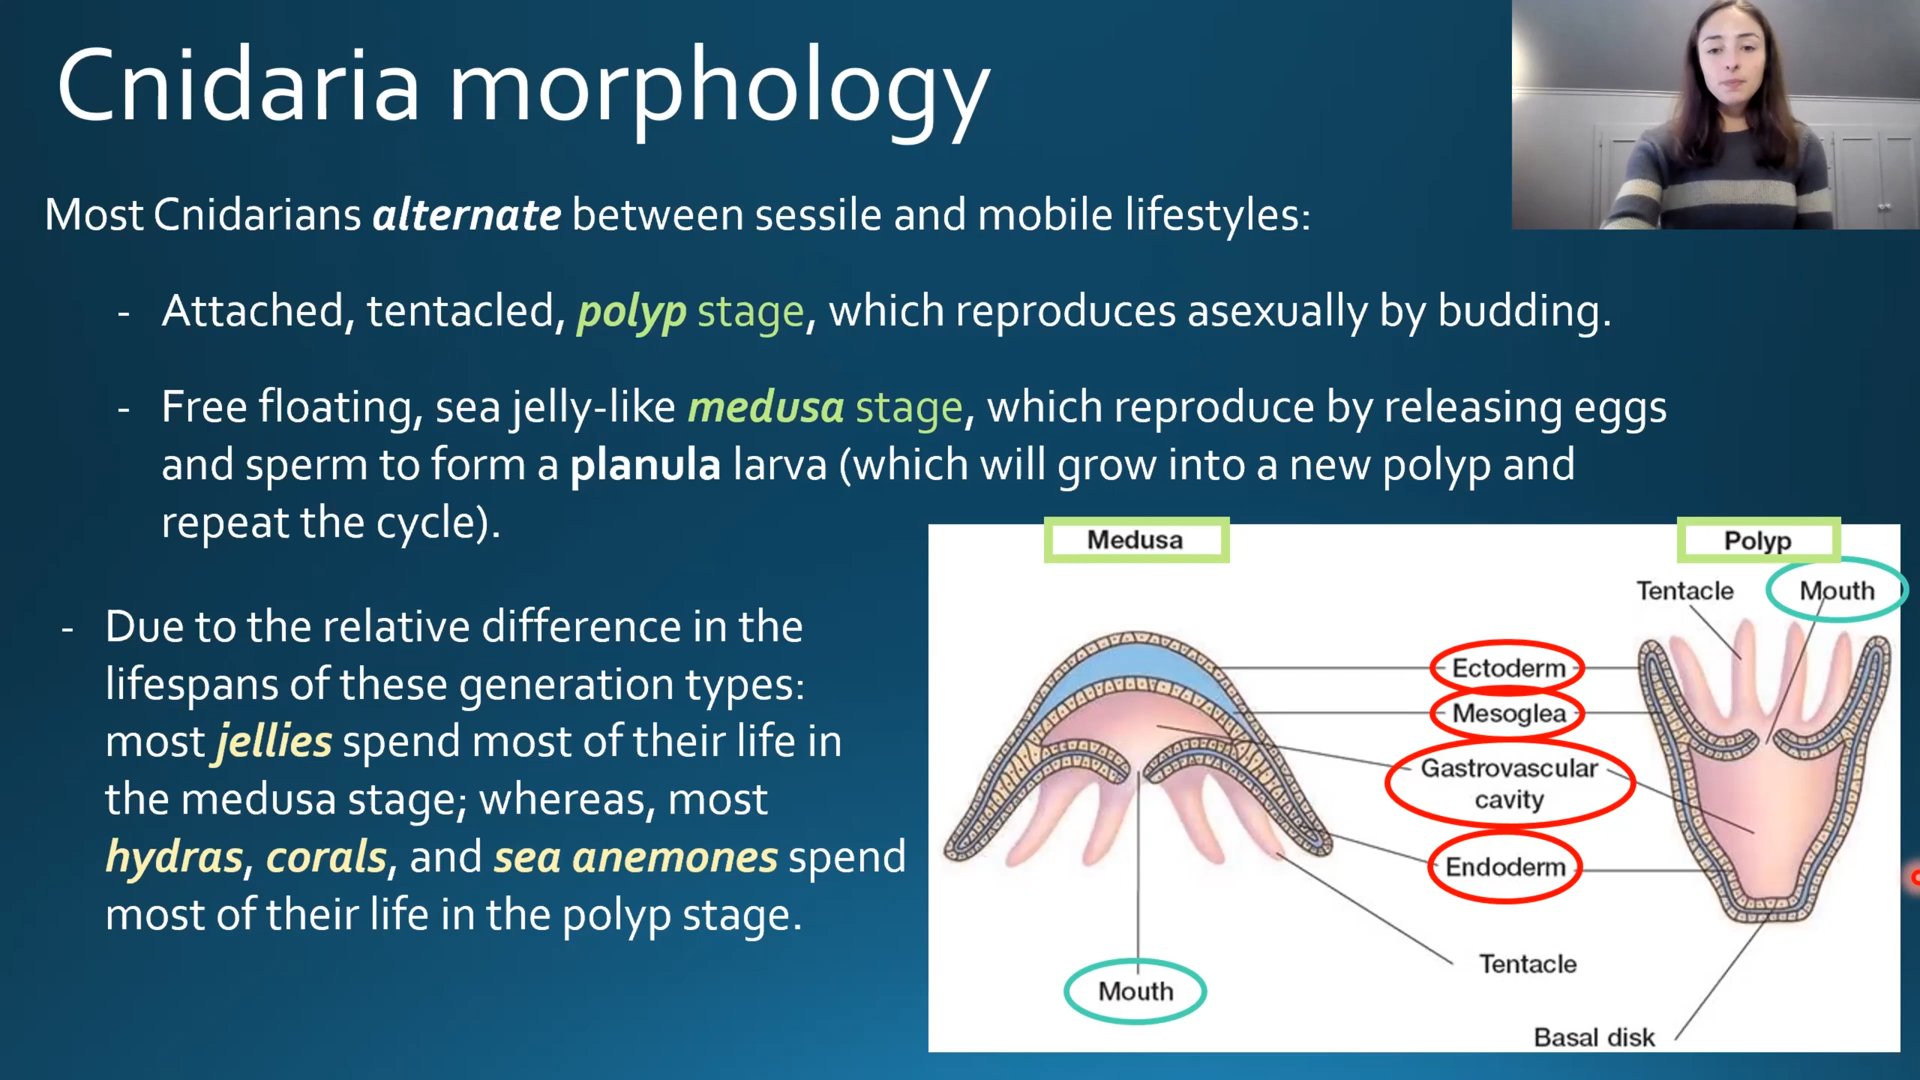 Cnidaria morphology
Most Cnidarians alternate between sessile and mobile lifestyles:
- Attached, tentacled, polyp stage, which reproduces asexually by budding.
- Free floating, sea jelly-like medusa stage, which reproduce by releasing eggs
and sperm to form a planula larva (which will grow into a new polyp and
repeat the cycle).
- Due to the relative difference in the
lifespans of these generation types:
most jellies spend most of their life in
the medusa stage; whereas, most
hydras, corals, and sea anemones spend
most of their life in the polyp stage.
Medusa
Polyp
Tentacle
Mouth
Ectoderm
Mesoglea
Gastrovascular
cavity
Endoderm
Tentacle
Mouth
Basal disk